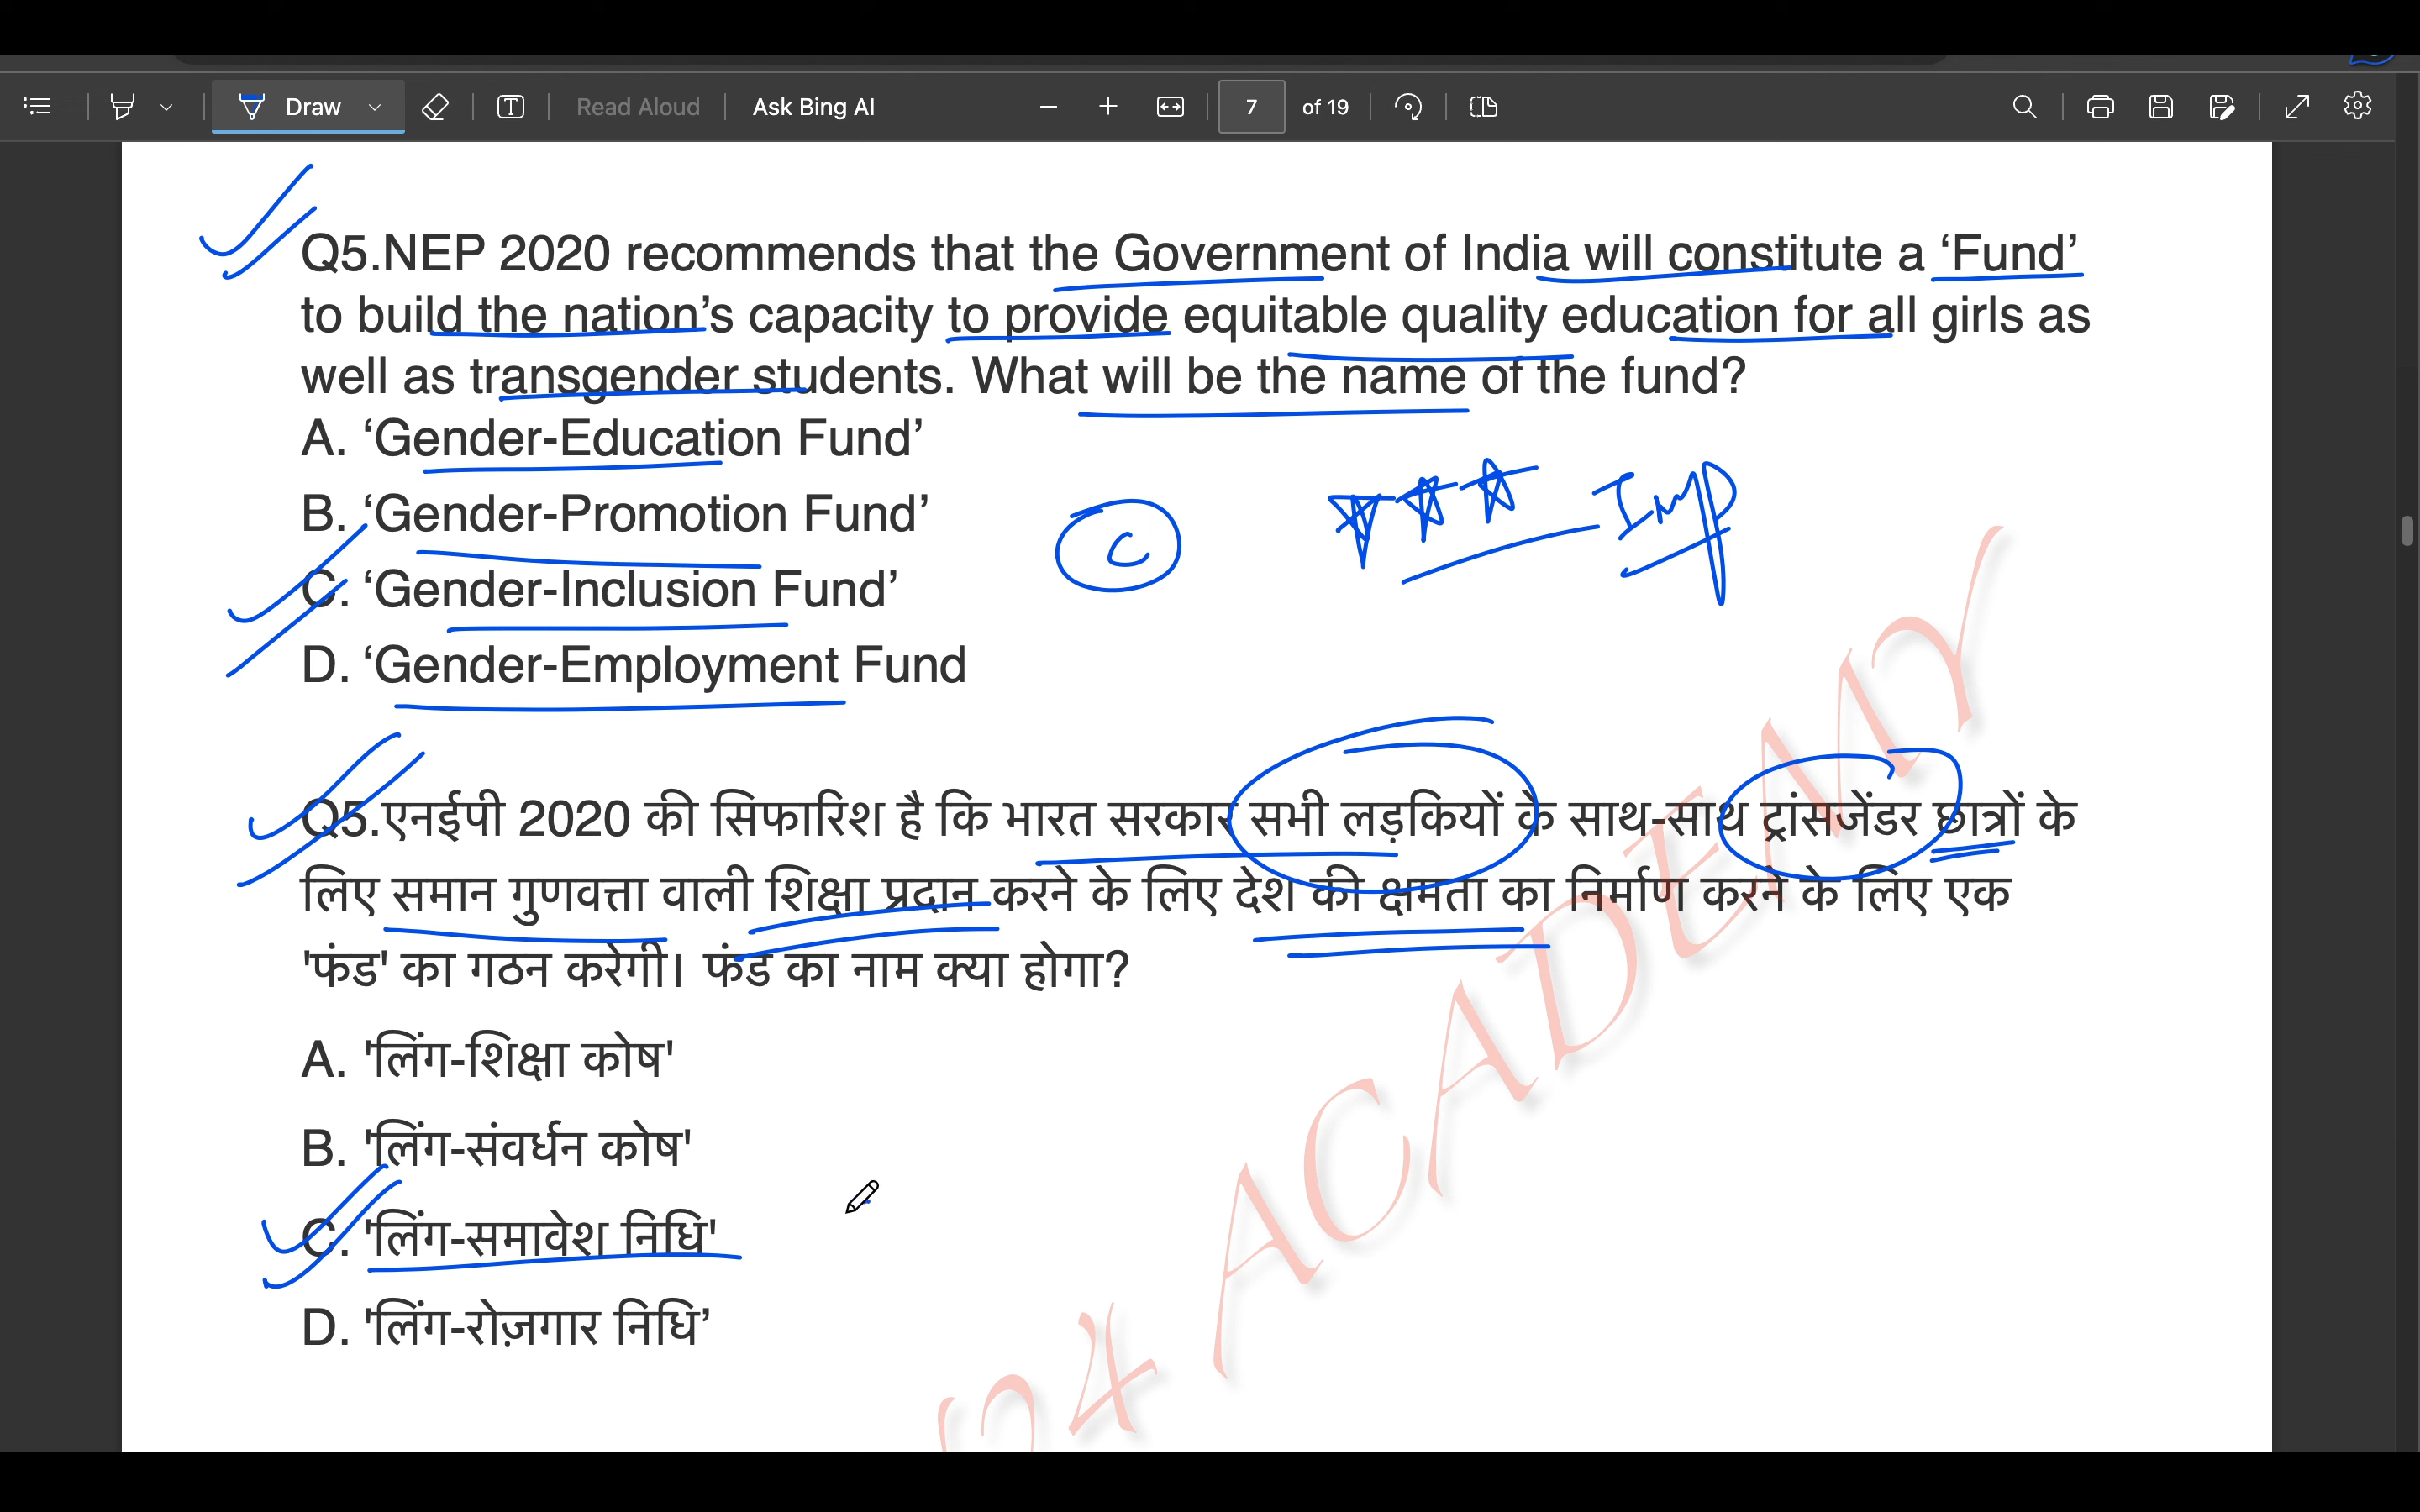 Draw
Read Aloud
Ask Bing AI
7
of 19
Q5.NEP 2020 recommends that the Government of India will constitute a ‘Fund’
to build the nation’s capacity to provide equitable quality education for all girls as
well as transgender students. What will be the name of the fund?
A. ‘Gender-Education Fund’
B. ‘Gender-Promotion Fund’
C. ‘Gender-Inclusion Fund’
D. ‘Gender-Employment Fund
C
Imp
Q5.एनईपी 2020 की सिफारिश है कि भारत सरकार सभी लड़कियों के साथ-साथ ट्रांसजेंडर छात्रों के
लिए समान गुणवत्ता वाली शिक्षा प्रदान करने के लिए देश की क्षमता का निर्माण करने के लिए एक
'फंड' का गठन करेगी। फंड का नाम क्या होगा?
A. 'लिंग-शिक्षा कोष'
B. 'लिंग-संवर्धन कोष'
C. 'लिंग-समावेश निधि'
D. 'लिंग-रोज़गार निधि’
ACADEMY